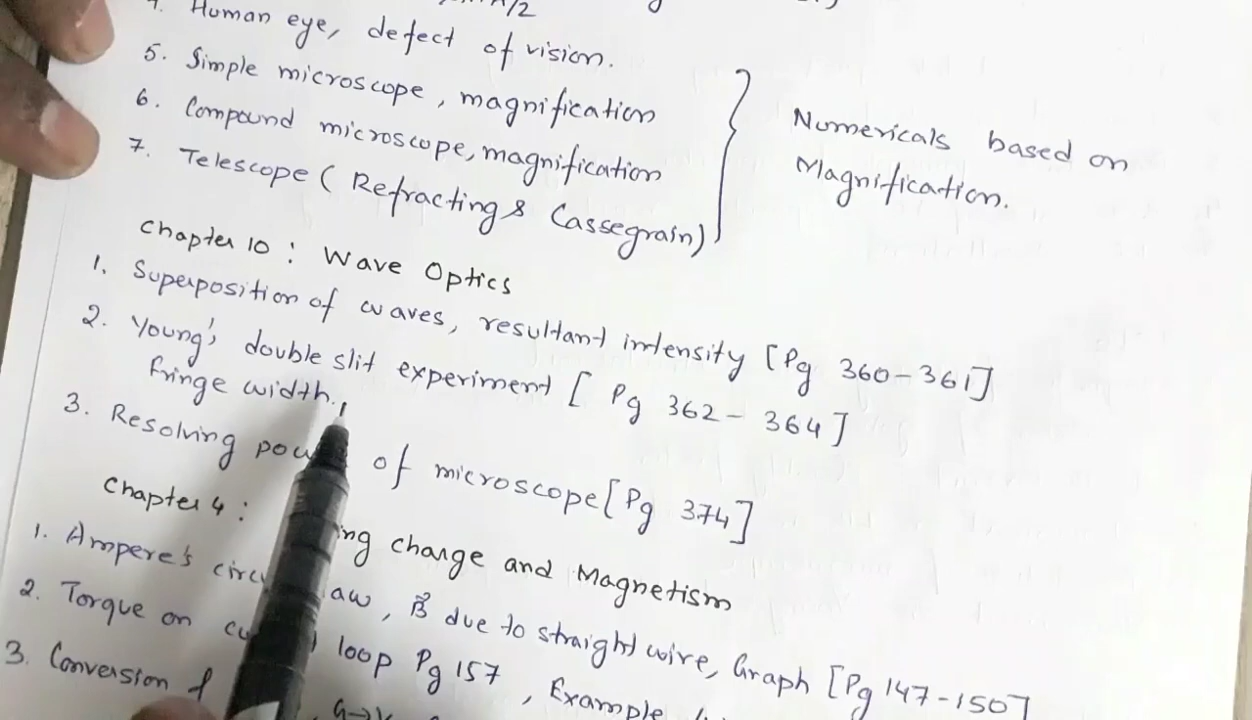 λ/2
4. Human eye, defect of vision.
5. Simple microscope, magnification
6. Compound microscope, magnification
7. Telescope ( Refracting & Cassegrain)
Numericals based on
Magnification.
Chapter 10 : Wave Optics
1. Superposition of waves, resultant intensity [Pg 360-361]
2. Young's double slit experiment [ Pg 362 - 364]
fringe width.
3. Resolving of microscope [Pg 374]
Chapter 4 : ing charge and Magnetism
1. Ampere's aw, B⃗ due to straight wire, Graph [Pg 147-150]
2. Torque on loop Pg 157, Example
3. Conversion of